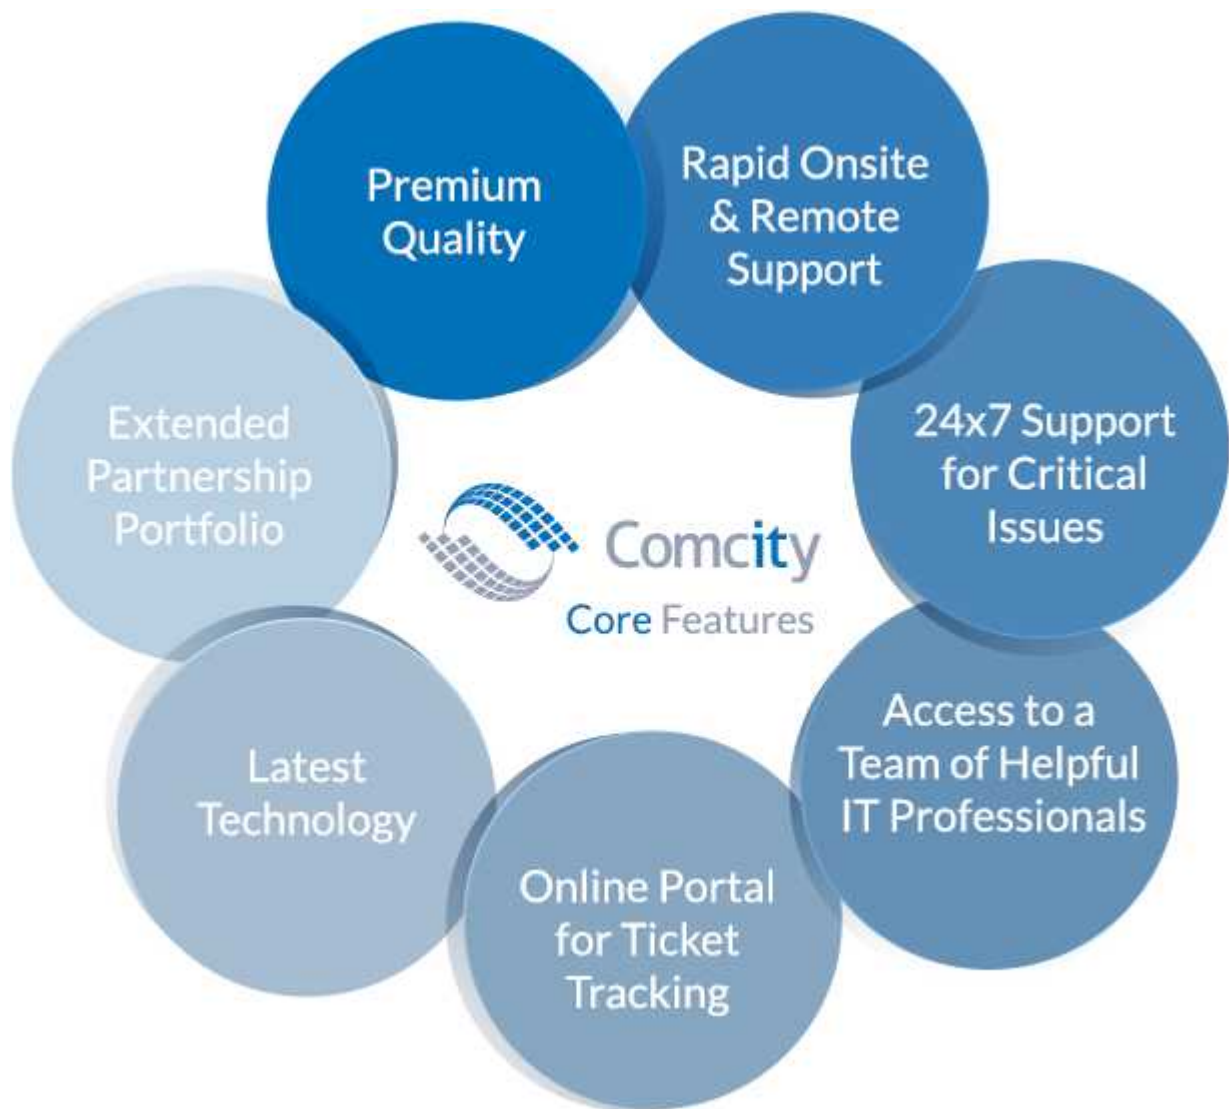 Premium
Quality
Rapid Onsite
& Remote
Support
24x7 Support
for Critical
Issues
Access to a
Team of Helpful
IT Professionals
Online Portal
for Ticket
Tracking
Latest
Technology
Extended
Partnership
Portfolio
Comcity
Core Features